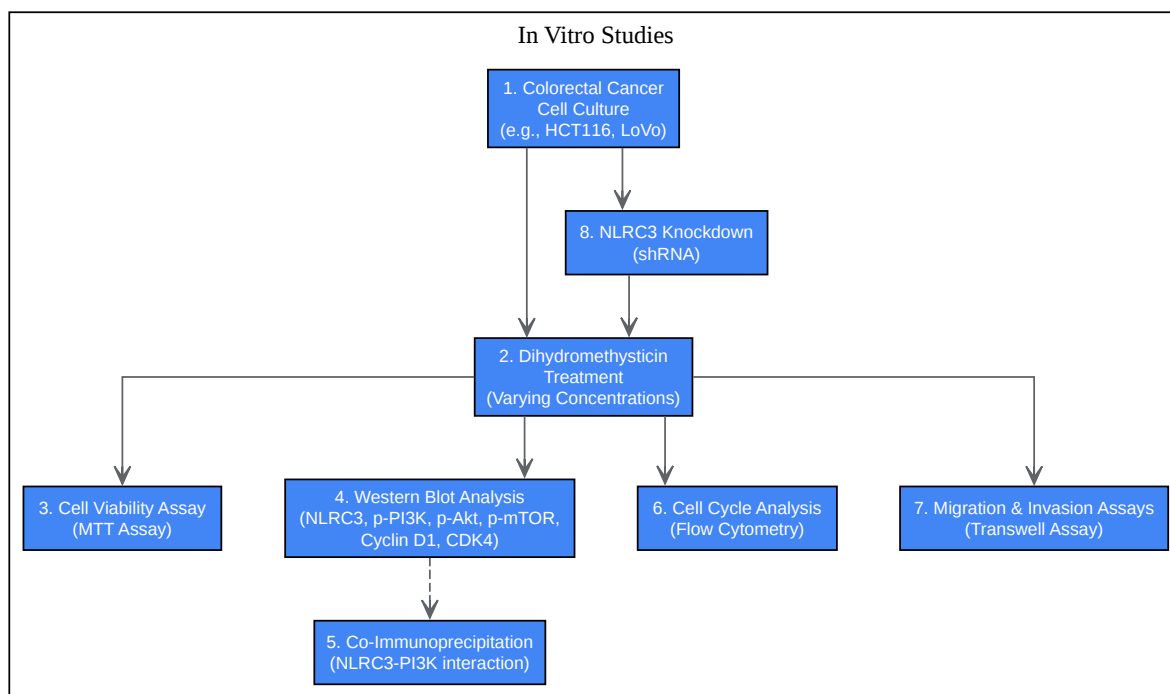 In Vitro Studies
1. Colorectal Cancer
Cell Culture
(e.g., HCT116, LoVo)
8. NLRC3 Knockdown
(shRNA)
2. Dihydromethysticin
Treatment
(Varying Concentrations)
3. Cell Viability Assay
(MTT Assay)
4. Western Blot Analysis
(NLRC3, p-PI3K, p-Akt, p-mTOR,
Cyclin D1, CDK4)
6. Cell Cycle Analysis
(Flow Cytometry)
7. Migration & Invasion Assays
(Transwell Assay)
5. Co-Immunoprecipitation
(NLRC3-PI3K interaction)